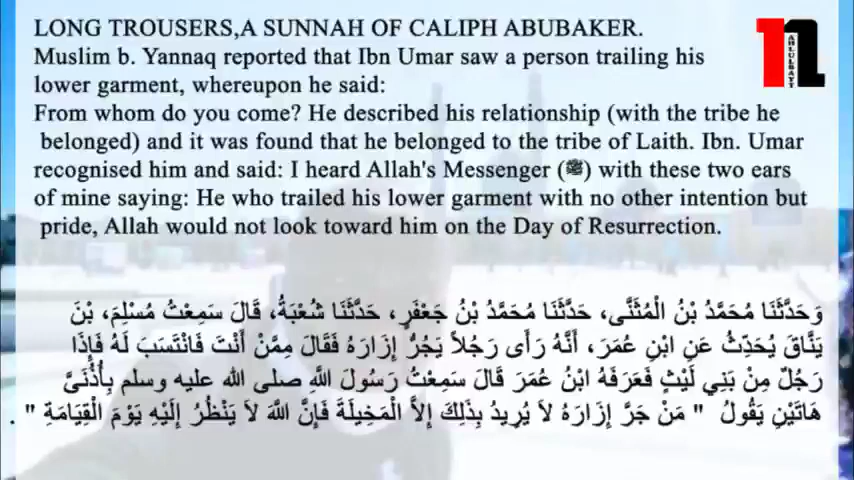 LONG TROUSERS,A SUNNAH OF CALIPH ABUBAKER.
Muslim b. Yannaq reported that Ibn Umar saw a person trailing his
lower garment, whereupon he said:
From whom do you come? He described his relationship (with the tribe he
belonged) and it was found that he belonged to the tribe of Laith. Ibn. Umar
recognised him and said: I heard Allah's Messenger (ﷺ) with these two ears
of mine saying: He who trailed his lower garment with no other intention but
pride, Allah would not look toward him on the Day of Resurrection.
وَحَدَّثَنَا مُحَمَّدُ بْنُ الْمُثَنَّى، حَدَّثَنَا مُحَمَّدُ بْنُ جَعْفَرٍ، حَدَّثَنَا شُعْبَةُ، قَالَ سَمِعْتُ مُسْلِمَ، بْنَ
يَنَّاقَ يُحَدِّثُ عَنِ ابْنِ عُمَرَ، أَنَّهُ رَأَى رَجُلاً يَجُرُّ إِزَارَهُ فَقَالَ مِمَّنْ أَنْتَ فَانْتَسَبَ لَهُ فَإِذَا
رَجُلٌ مِنْ بَنِي لَيْثٍ فَعَرَفَهُ ابْنُ عُمَرَ قَالَ سَمِعْتُ رَسُولَ اللَّهِ صلى الله عليه وسلم بِأُذُنَىَّ
هَاتَيْنِ يَقُولُ ‏ "‏ مَنْ جَرَّ إِزَارَهُ لاَ يُرِيدُ بِذَلِكَ إِلاَّ الْمَخِيلَةَ فَإِنَّ اللَّهَ لاَ يَنْظُرُ إِلَيْهِ يَوْمَ الْقِيَامَةِ ‏"‏ ‏.‏
AHLULBAYT